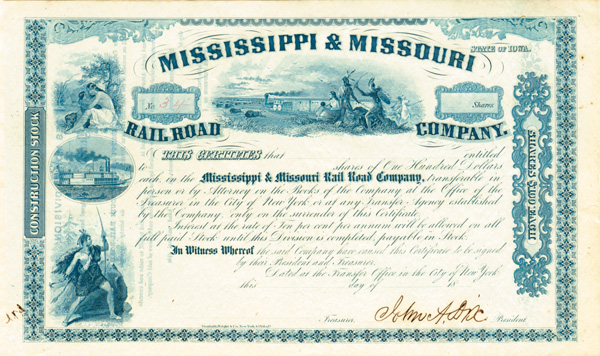 MISSISSIPPI & MISSOURI
STATE OF IOWA.
No. 34
Shares
RAIL ROAD COMPANY.
CONSTRUCTION STOCK
SHARES $100 EACH
THIS CERTIFIES that entitled
to shares of One Hundred Dollars
each, in the Mississippi & Missouri Rail Road Company, transferable in
person or by Attorney on the Books of the Company at the Office of the
Treasurer in the City of New York or at any Transfer Agency established
by the Company, only on the surrender of this Certificate.
Interest at the rate of Ten per cent per annum will be allowed on all
full paid Stock until this Division is completed, payable in Stock.
In Witness Whereof the said Company have caused this Certificate to be signed
by their President and Treasurer.
Dated at the Transfer Office in the City of New York
this day of 18
Treasurer. John A. Dix President